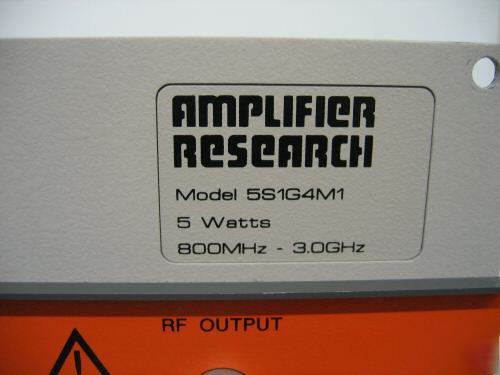 AMPLIFIER
RESEARCH
Model 5S1G4M1
5 Watts
800MHz - 3.0GHz
RF OUTPUT